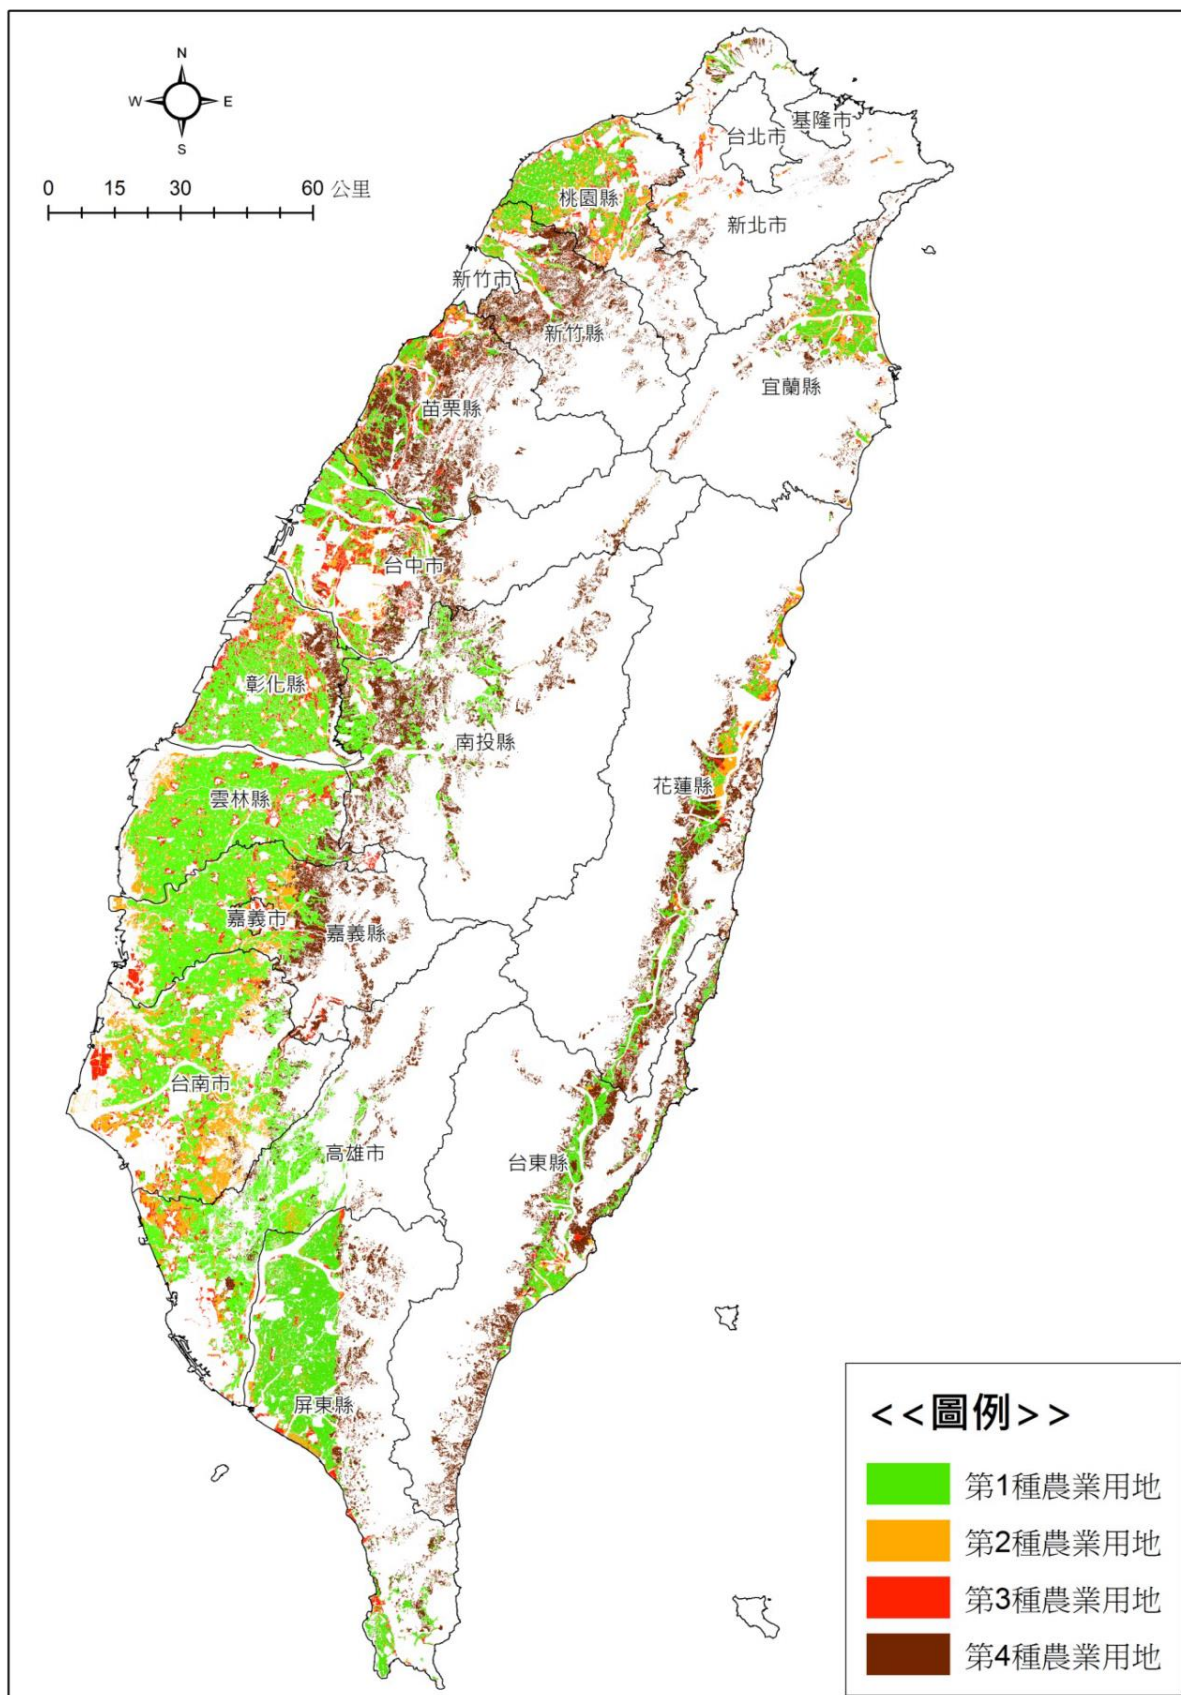 N
W E
S
0 15 30 60 公里
基隆市
台北市
桃園縣
新北市
新竹市
新竹縣
宜蘭縣
苗栗縣
台中市
彰化縣
南投縣
花蓮縣
雲林縣
嘉義市
嘉義縣
台南市
高雄市
台東縣
屏東縣
<<圖例>>
第1種農業用地
第2種農業用地
第3種農業用地
第4種農業用地